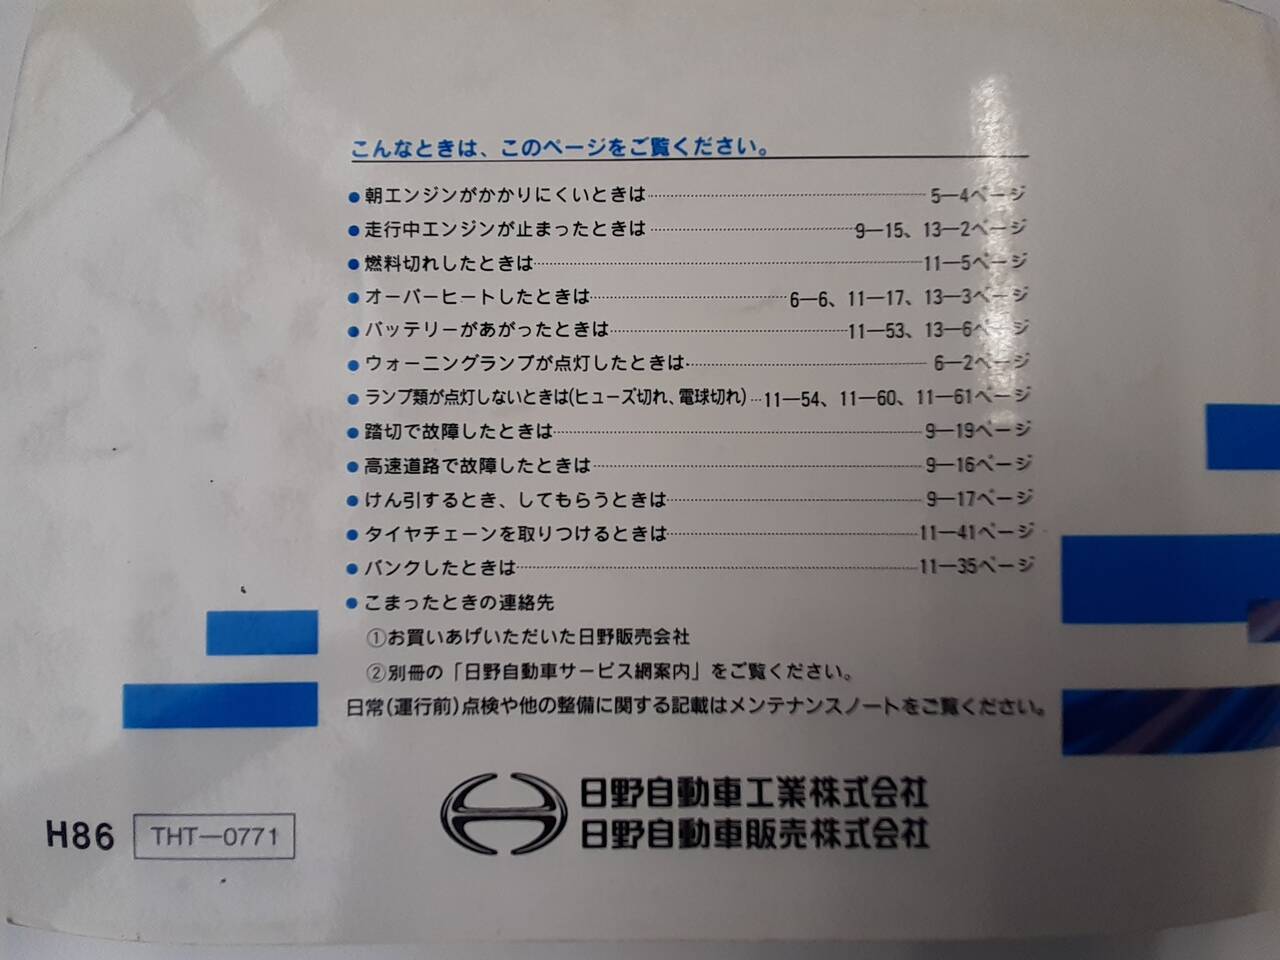 こんなときは、このページをご覧ください。
●朝エンジンがかかりにくいときは……5—4ページ
●走行中エンジンが止まったときは……9—15、13—2ページ
●燃料切れしたときは……11—5ページ
●オーバーヒートしたときは……6—6、11—17、13—3ページ
●バッテリーがあがったときは……11—53、13—6ページ
●ウォーニングランプが点灯したときは……6—2ページ
●ランプ類が点灯しないときは(ヒューズ切れ、電球切れ)…11—54、11—60、11—61ページ
●踏切で故障したときは……9—19ページ
●高速道路で故障したときは……9—16ページ
●けん引するとき、してもらうときは……9—17ページ
●タイヤチェーンを取りつけるときは……11—41ページ
●パンクしたときは……11—35ページ
●こまったときの連絡先
①お買いあげいただいた日野販売会社
②別冊の「日野自動車サービス網案内」をご覧ください。
日常(運行前)点検や他の整備に関する記載はメンテナンスノートをご覧ください。
日野自動車工業株式会社
日野自動車販売株式会社
H86 THT—0771